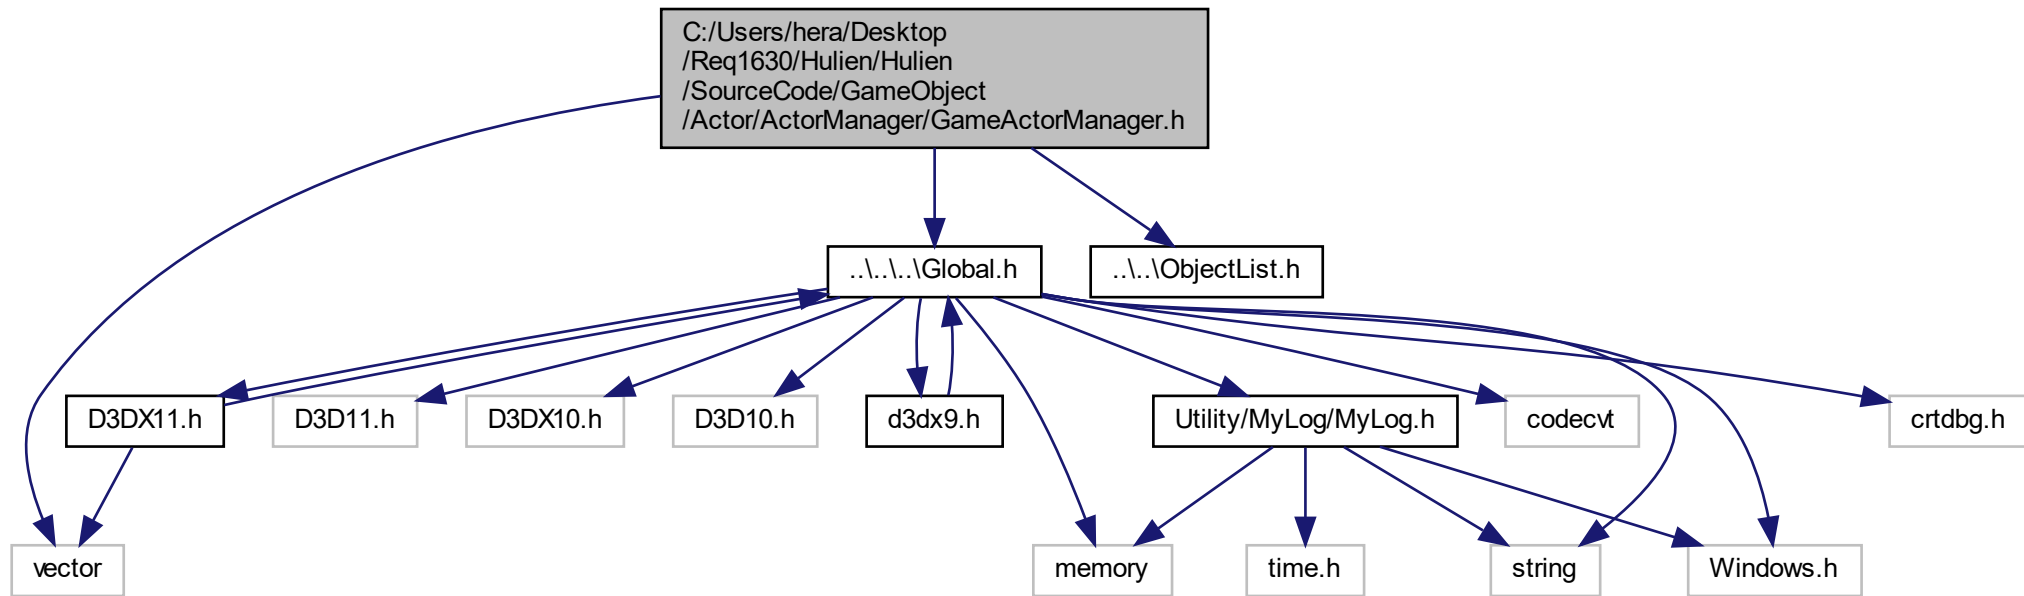 C:/Users/hera/Desktop
/Req1630/Hulien/Hulien
/SourceCode/GameObject
/Actor/ActorManager/GameActorManager.h
..\..\..\Global.h
..\..\ObjectList.h
D3DX11.h
D3D11.h
D3DX10.h
D3D10.h
d3dx9.h
Utility/MyLog/MyLog.h
codecvt
crtdbg.h
vector
memory
time.h
string
Windows.h